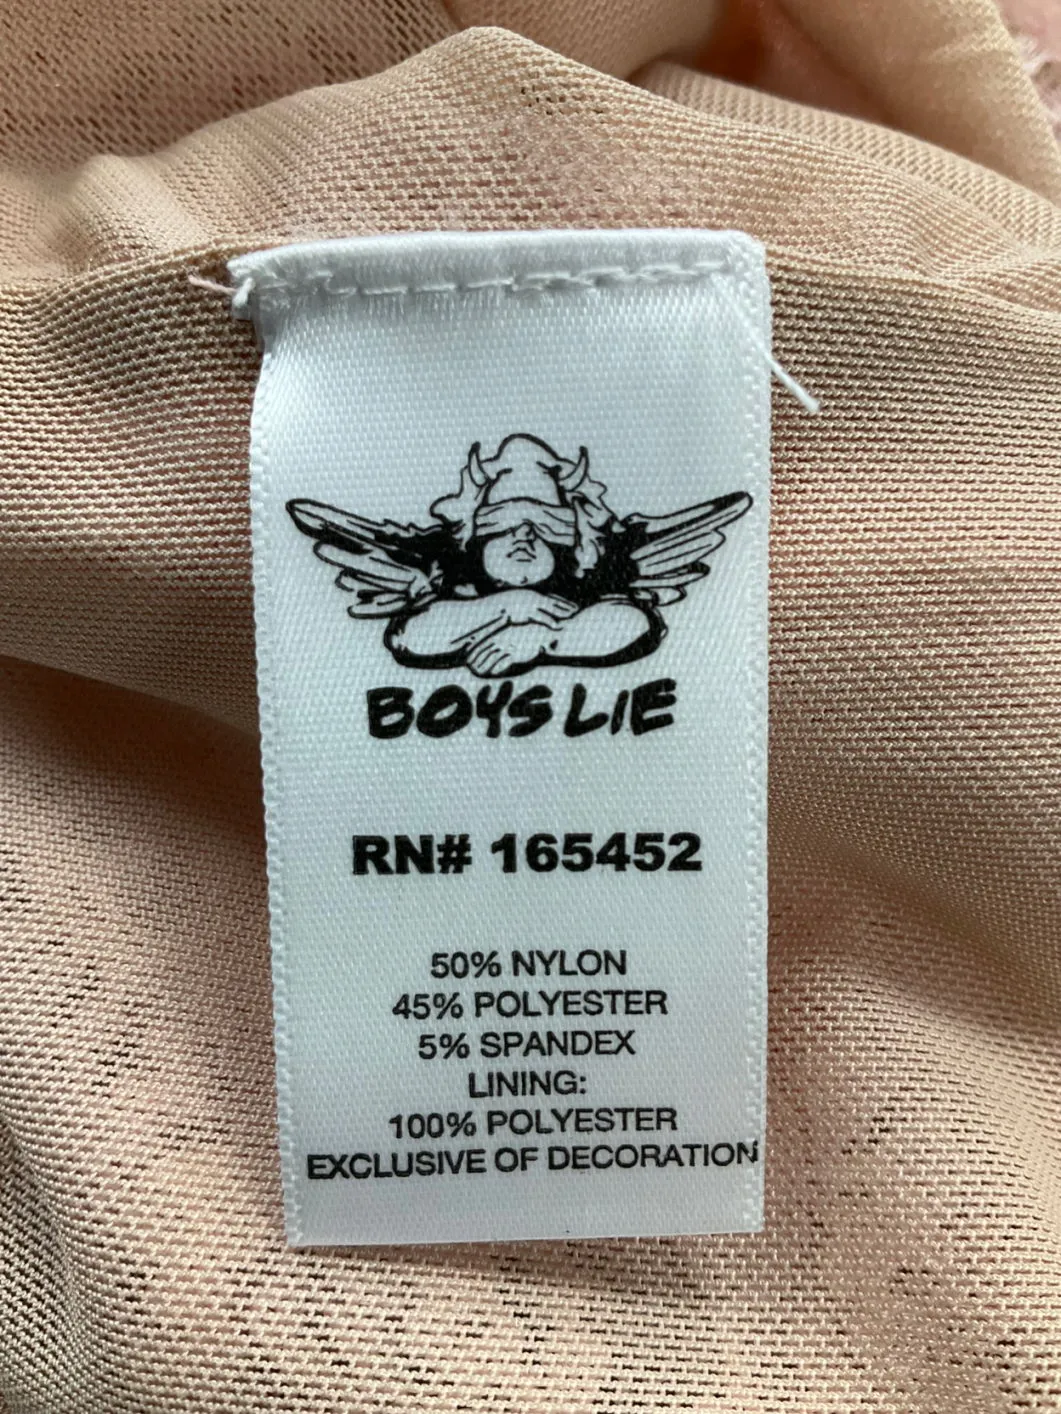 BOYS LIE
RN# 165452
50% NYLON
45% POLYESTER
5% SPANDEX
LINING:
100% POLYESTER
EXCLUSIVE OF DECORATION